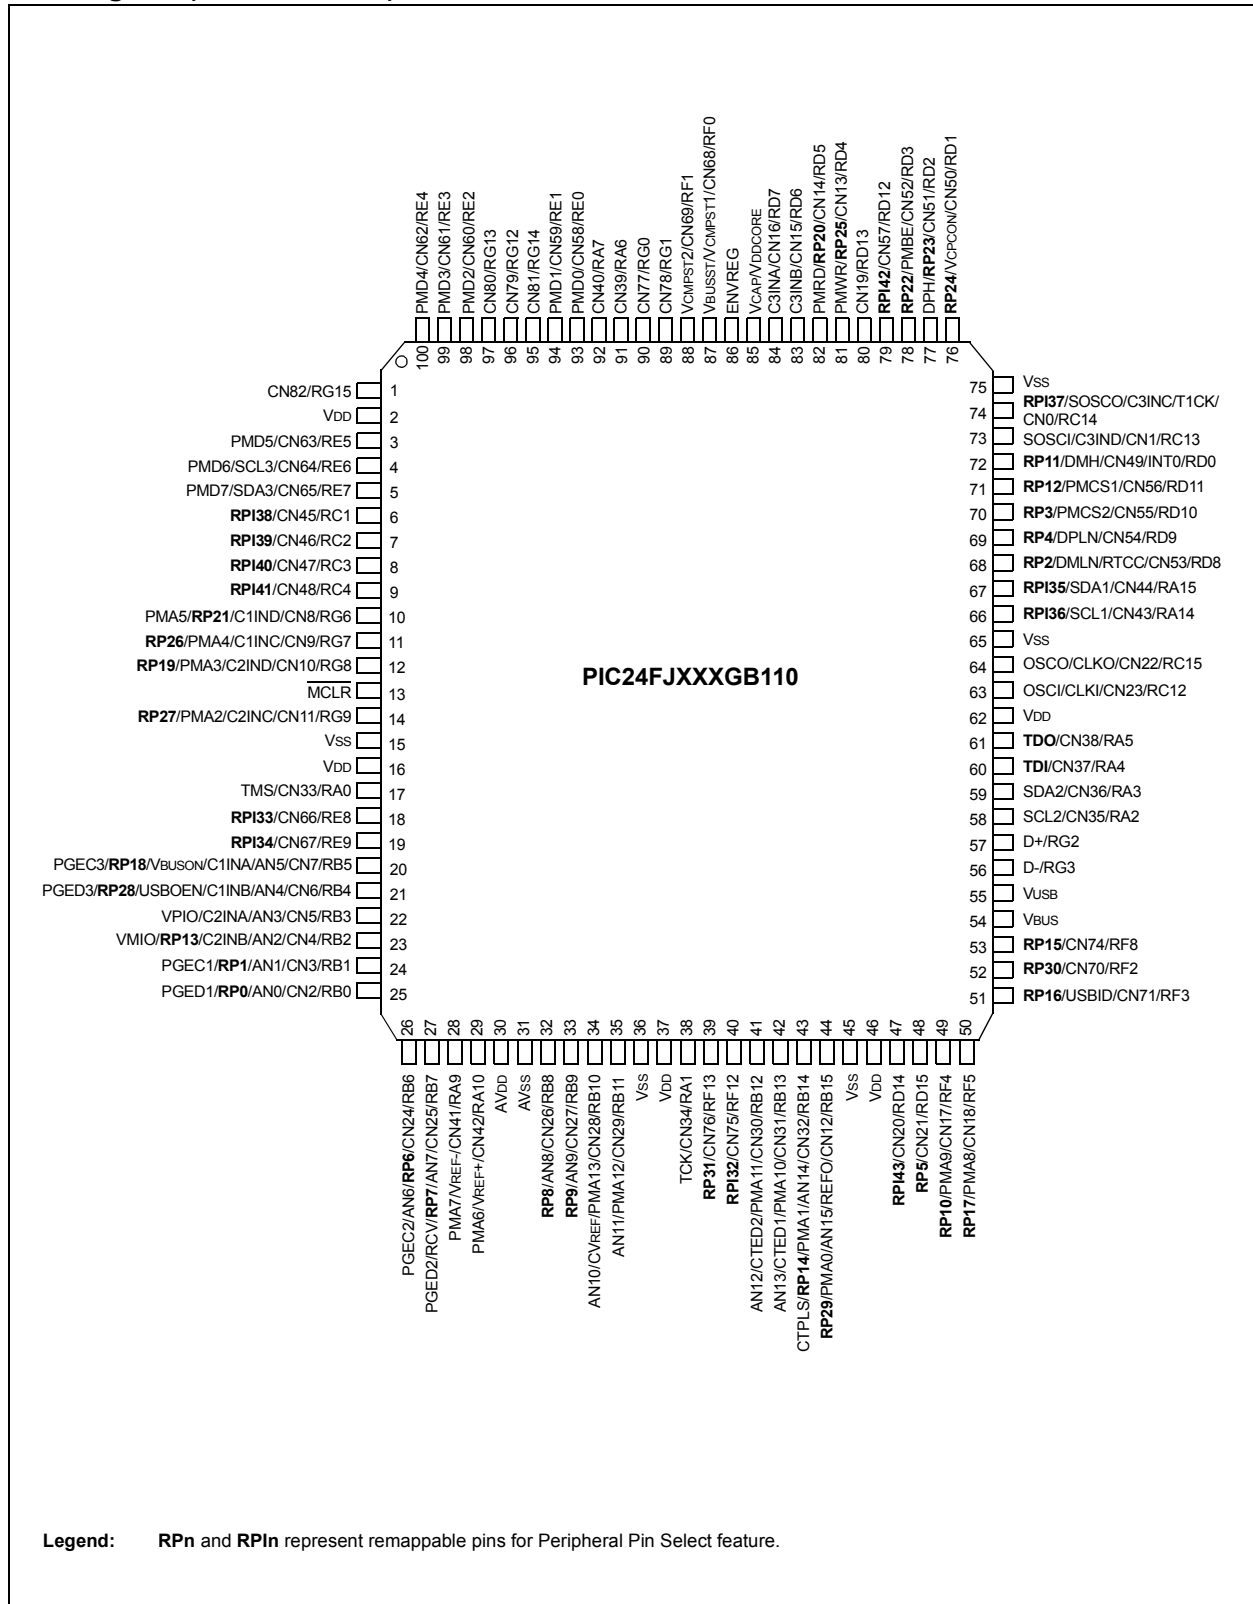 PMD4/CN62/RE4
PMD3/CN61/RE3
PMD2/CN60/RE2
CN80/RG13
CN79/RG12
CN81/RG14
PMD1/CN59/RE1
PMD0/CN58/RE0
CN40/RA7
CN39/RA6
CN77/RG0
CN78/RG1
VCMPST2/CN69/RF1
VBUSST/VCMPST1/CN68/RF0
ENVREG
VCAP/VDDCORE
C3INA/CN16/RD7
C3INB/CN15/RD6
PMRD/RP20/CN14/RD5
PMWR/RP25/CN13/RD4
CN19/RD13
RPI42/CN57/RD12
RP22/PMBE/CN52/RD3
DPH/RP23/CN51/RD2
RP24/VCPCON/CN50/RD1
100
99
98
97
96
95
94
93
92
91
90
89
88
87
86
85
84
83
82
81
80
79
78
77
76
CN82/RG15 1
VDD 2
PMD5/CN63/RE5 3
PMD6/SCL3/CN64/RE6 4
PMD7/SDA3/CN65/RE7 5
RPI38/CN45/RC1 6
RPI39/CN46/RC2 7
RPI40/CN47/RC3 8
RPI41/CN48/RC4 9
PMA5/RP21/C1IND/CN8/RG6 10
RP26/PMA4/C1INC/CN9/RG7 11
RP19/PMA3/C2IND/CN10/RG8 12
MCLR 13
RP27/PMA2/C2INC/CN11/RG9 14
VSS 15
VDD 16
TMS/CN33/RA0 17
RPI33/CN66/RE8 18
RPI34/CN67/RE9 19
PGEC3/RP18/VBUSON/C1INA/AN5/CN7/RB5 20
PGED3/RP28/USBOEN/C1INB/AN4/CN6/RB4 21
VPIO/C2INA/AN3/CN5/RB3 22
VMIO/RP13/C2INB/AN2/CN4/RB2 23
PGEC1/RP1/AN1/CN3/RB1 24
PGED1/RP0/AN0/CN2/RB0 25
PIC24FJXXXGB110
75 VSS
74 RPI37/SOSCO/C3INC/T1CK/
CN0/RC14
73 SOSCI/C3IND/CN1/RC13
72 RP11/DMH/CN49/INT0/RD0
71 RP12/PMCS1/CN56/RD11
70 RP3/PMCS2/CN55/RD10
69 RP4/DPLN/CN54/RD9
68 RP2/DMLN/RTCC/CN53/RD8
67 RPI35/SDA1/CN44/RA15
66 RPI36/SCL1/CN43/RA14
65 VSS
64 OSCO/CLKO/CN22/RC15
63 OSCI/CLKI/CN23/RC12
62 VDD
61 TDO/CN38/RA5
60 TDI/CN37/RA4
59 SDA2/CN36/RA3
58 SCL2/CN35/RA2
57 D+/RG2
56 D-/RG3
55 VUSB
54 VBUS
53 RP15/CN74/RF8
52 RP30/CN70/RF2
51 RP16/USBID/CN71/RF3
26
27
28
29
30
31
32
33
34
35
36
37
38
39
40
41
42
43
44
45
46
47
48
49
50
PGEC2/AN6/RP6/CN24/RB6
PGED2/RCV/RP7/AN7/CN25/RB7
PMA7/VREF-/CN41/RA9
PMA6/VREF+/CN42/RA10
AVDD
AVSS
RP8/AN8/CN26/RB8
RP9/AN9/CN27/RB9
AN10/CVREF/PMA13/CN28/RB10
AN11/PMA12/CN29/RB11
VSS
VDD
TCK/CN34/RA1
RP31/CN76/RF13
RPI32/CN75/RF12
AN12/CTED2/PMA11/CN30/RB12
AN13/CTED1/PMA10/CN31/RB13
CTPLS/RP14/PMA1/AN14/CN32/RB14
RP29/PMA0/AN15/REFO/CN12/RB15
VSS
VDD
RPI43/CN20/RD14
RP5/CN21/RD15
RP10/PMA9/CN17/RF4
RP17/PMA8/CN18/RF5
Legend: RPn and RPIn represent remappable pins for Peripheral Pin Select feature.